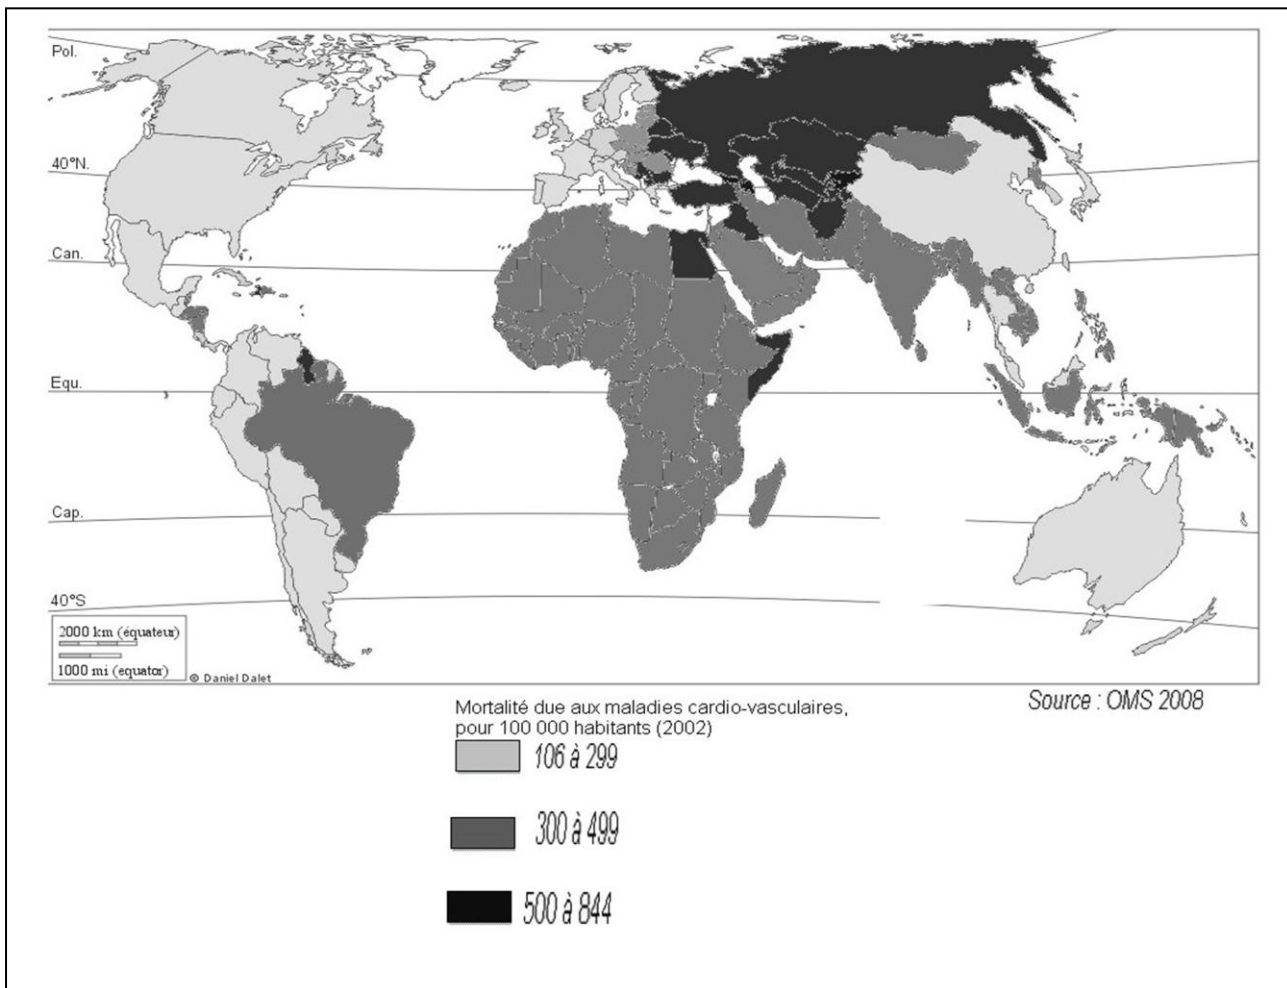 Pol.
40°N.
Can.
Equ.
Cap.
40°S
2000 km (équateur)
1000 mi (equator)
© Daniel Dalet
Source : OMS 2008
Mortalité due aux maladies cardio-vasculaires,
pour 100 000 habitants (2002)
106 à 299
300 à 499
500 à 844